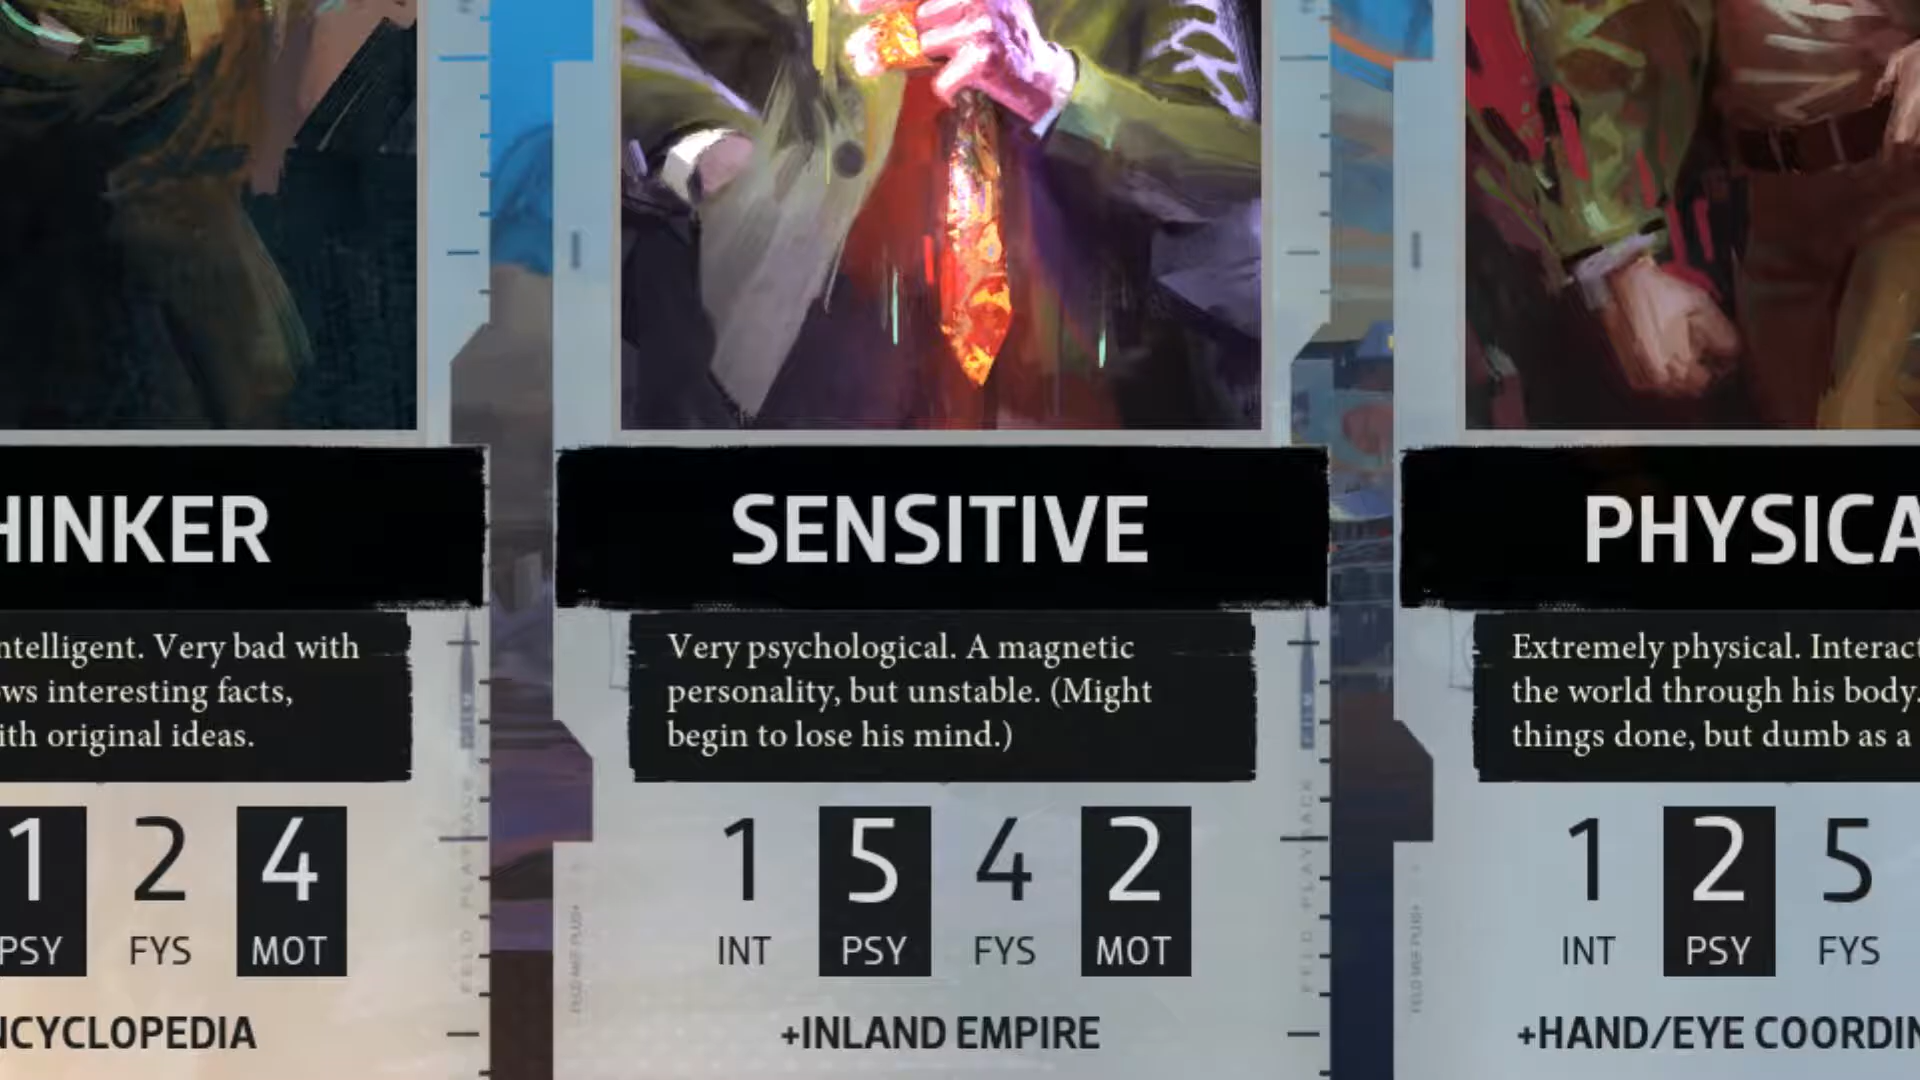 HINKER
ntelligent. Very bad with
ws interesting facts,
ith original ideas.
1 2 4
PSY FYS MOT
NCYCLOPEDIA
SENSITIVE
Very psychological. A magnetic
personality, but unstable. (Might
begin to lose his mind.)
1 5 4 2
INT PSY FYS MOT
+INLAND EMPIRE
PHYSICA
Extremely physical. Interact
the world through his body.
things done, but dumb as a
1 2 5
INT PSY FYS
+HAND/EYE COORDIN